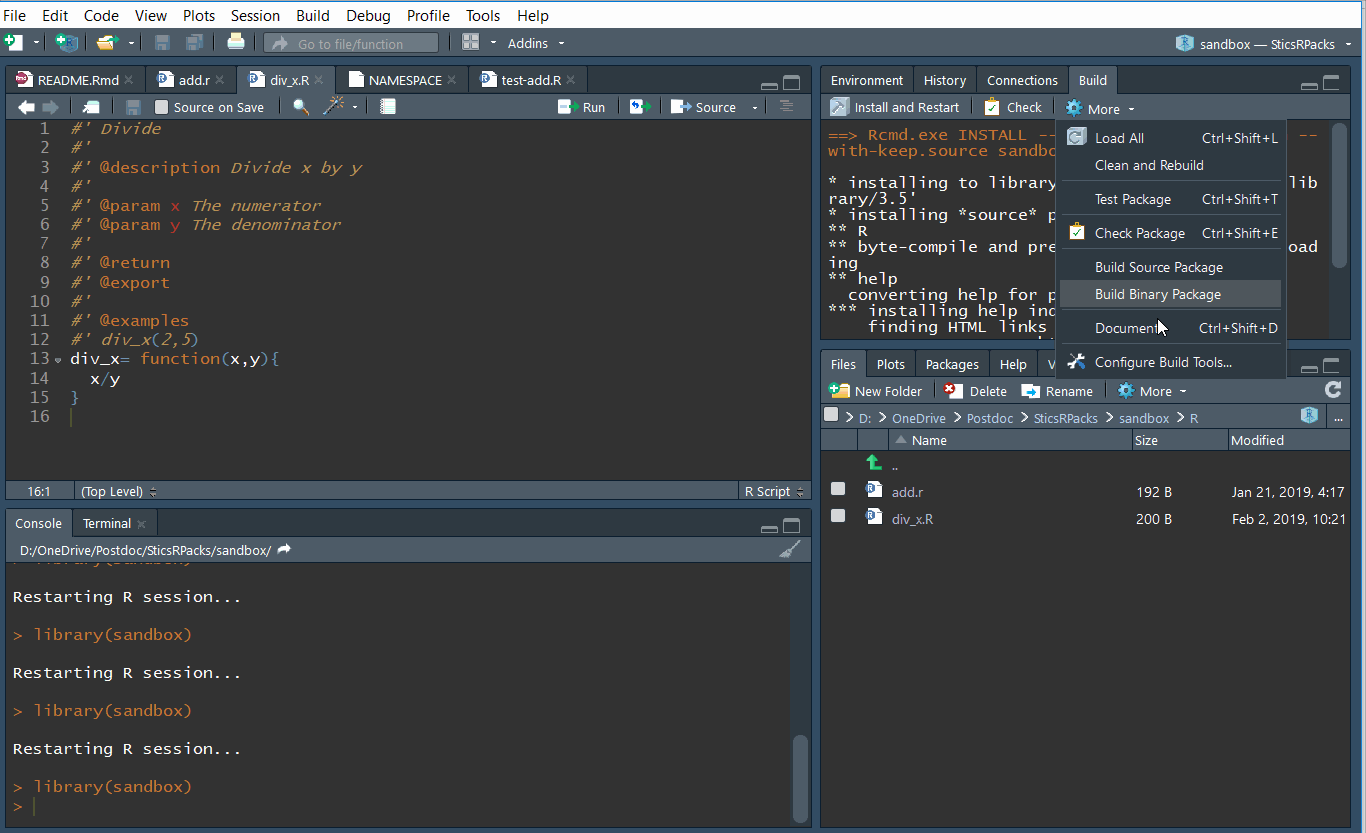 File Edit Code View Plots Session Build Debug Profile Tools Help
Go to file/function
Addins
sandbox — SticsRPacks
README.Rmd
add.r
div_x.R
NAMESPACE
test-add.R
Source on Save
Run
Source
1 #' Divide
2 #'
3 #' @description Divide x by y
4 #'
5 #' @param x The numerator
6 #' @param y The denominator
7 #'
8 #' @return
9 #' @export
10 #'
11 #' @examples
12 #' div_x(2,5)
13 div_x= function(x,y){
14 x/y
15 }
16
16:1 (Top Level) R Script
Console Terminal
D:/OneDrive/Postdoc/SticsRPacks/sandbox/
> library(sandbox)
Restarting R session...
> library(sandbox)
Restarting R session...
> library(sandbox)
Restarting R session...
> library(sandbox)
>
Environment History Connections Build
Install and Restart Check More
==> Rcmd.exe INSTALL -- --
with-keep.source sandbo
* installing to library lib
rary/3.5'
* installing *source* p
** R
** byte-compile and pre oad
ing
** help
converting help for p
*** installing help ind
finding HTML links
Load All Ctrl+Shift+L
Clean and Rebuild
Test Package Ctrl+Shift+T
Check Package Ctrl+Shift+E
Build Source Package
Build Binary Package
Document Ctrl+Shift+D
Configure Build Tools...
Files Plots Packages Help V
New Folder Delete Rename More
D: > OneDrive > Postdoc > SticsRPacks > sandbox > R ...
Name Size Modified
..
add.r 192 B Jan 21, 2019, 4:17
div_x.R 200 B Feb 2, 2019, 10:21